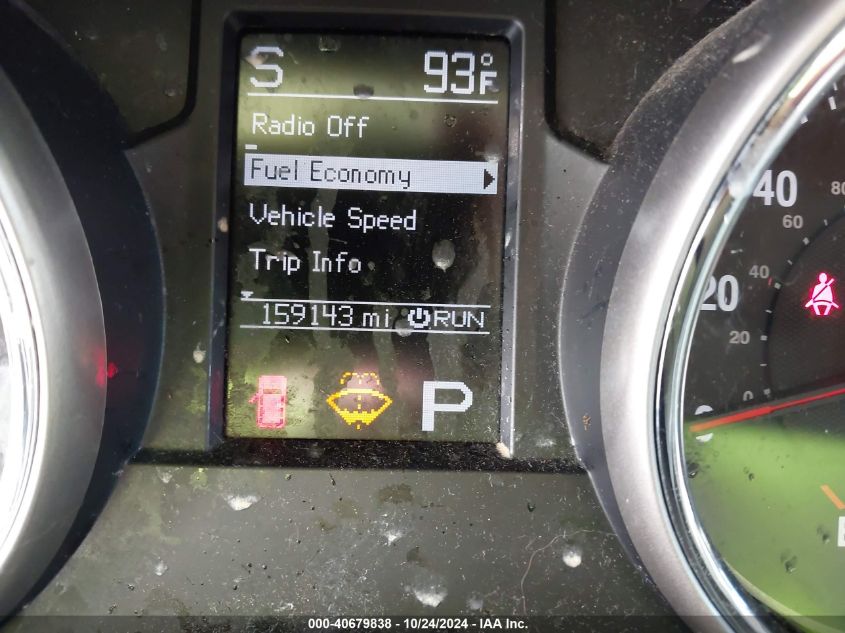 S 93°F
Radio Off
Fuel Economy
Vehicle Speed
Trip Info
159143 mi RUN
P
40
80
60
20
40
20
0
E
000-40679838 - 10/24/2024 - IAA Inc.